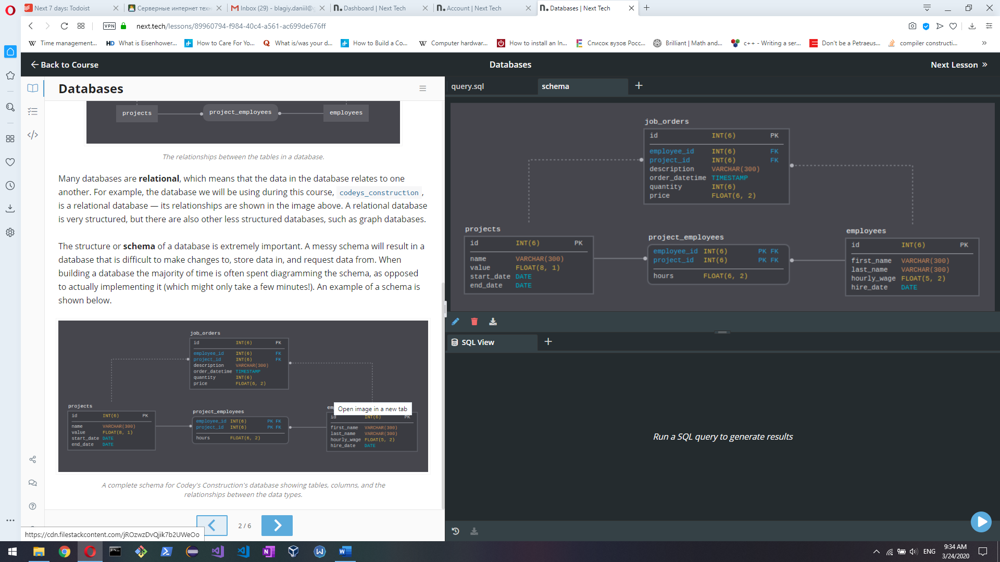 Next 7 days: Todoist
Серверные интернет техн
Inbox (29) - blagiy.daniil@g
Dashboard | Next Tech
Account | Next Tech
Databases | Next Tech
VPN
next.tech/lessons/89960794-f984-40c4-a561-ac699de676ff
Time management...
What is Eisenhower...
How to Care For Yo...
What is/was your d...
How to Build a Co...
Computer hardwar...
How to install an In...
Список вузов Росс...
Brilliant | Math and...
c++ - Writing a ser...
Don't be a Petraeus...
compiler constructi...
Back to Course
Databases
Next Lesson
Databases
projects
project_employees
employees
The relationships between the tables in a database.
Many databases are relational, which means that the data in the database relates to one
another. For example, the database we will be using during this course, codeys_construction ,
is a relational database — its relationships are shown in the image above. A relational database
is very structured, but there are also other less structured databases, such as graph databases.
The structure or schema of a database is extremely important. A messy schema will result in a
database that is difficult to make changes to, store data in, and request data from. When
building a database the majority of time is often spent diagramming the schema, as opposed
to actually implementing it (which might only take a few minutes!). An example of a schema is
shown below.
job_orders
id INT(6) PK
employee_id INT(6) FK
project_id INT(6) FK
description VARCHAR(300)
order_datetime TIMESTAMP
quantity INT(6)
price FLOAT(6, 2)
projects
id INT(6) PK
name VARCHAR(300)
value FLOAT(8, 1)
start_date DATE
end_date DATE
project_employees
employee_id INT(6) PK FK
project_id INT(6) PK FK
hours FLOAT(6, 2)
em
Open image in a new tab
id INT(6) PK
first_name VARCHAR(300)
last_name VARCHAR(300)
hourly_wage FLOAT(5, 2)
hire_date DATE
A complete schema for Codey's Construction's database showing tables, columns, and the
relationships between the data types.
2 / 6
https://cdn.filestackcontent.com/jROzwzDvQjik7b2UWeOo
query.sql
schema
job_orders
id INT(6) PK
employee_id INT(6) FK
project_id INT(6) FK
description VARCHAR(300)
order_datetime TIMESTAMP
quantity INT(6)
price FLOAT(6, 2)
projects
id INT(6) PK
name VARCHAR(300)
value FLOAT(8, 1)
start_date DATE
end_date DATE
project_employees
employee_id INT(6) PK FK
project_id INT(6) PK FK
hours FLOAT(6, 2)
employees
id INT(6) PK
first_name VARCHAR(300)
last_name VARCHAR(300)
hourly_wage FLOAT(5, 2)
hire_date DATE
SQL View
Run a SQL query to generate results
ENG
9:34 AM
3/24/2020